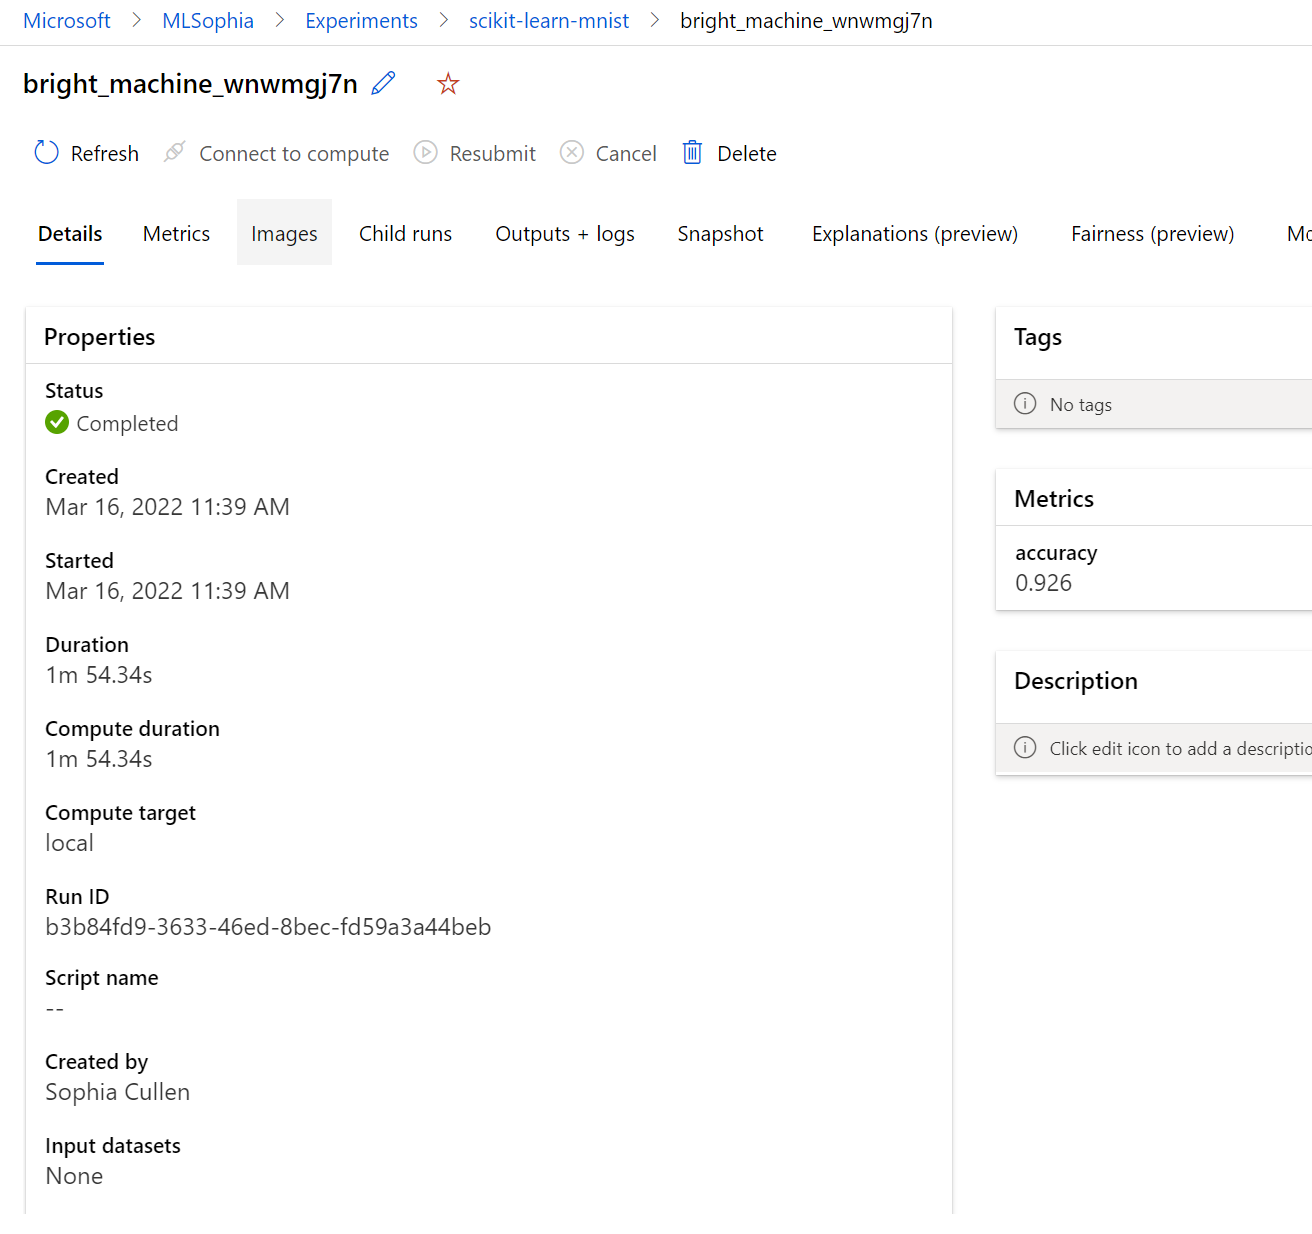 Microsoft > MLSophia > Experiments > scikit-learn-mnist > bright_machine_wnwmgj7n
bright_machine_wnwmgj7n
Refresh Connect to compute Resubmit Cancel Delete
Details Metrics Images Child runs Outputs + logs Snapshot Explanations (preview) Fairness (preview) Mo
Properties
Status
Completed
Created
Mar 16, 2022 11:39 AM
Started
Mar 16, 2022 11:39 AM
Duration
1m 54.34s
Compute duration
1m 54.34s
Compute target
local
Run ID
b3b84fd9-3633-46ed-8bec-fd59a3a44beb
Script name
--
Created by
Sophia Cullen
Input datasets
None
Tags
No tags
Metrics
accuracy
0.926
Description
Click edit icon to add a descriptio